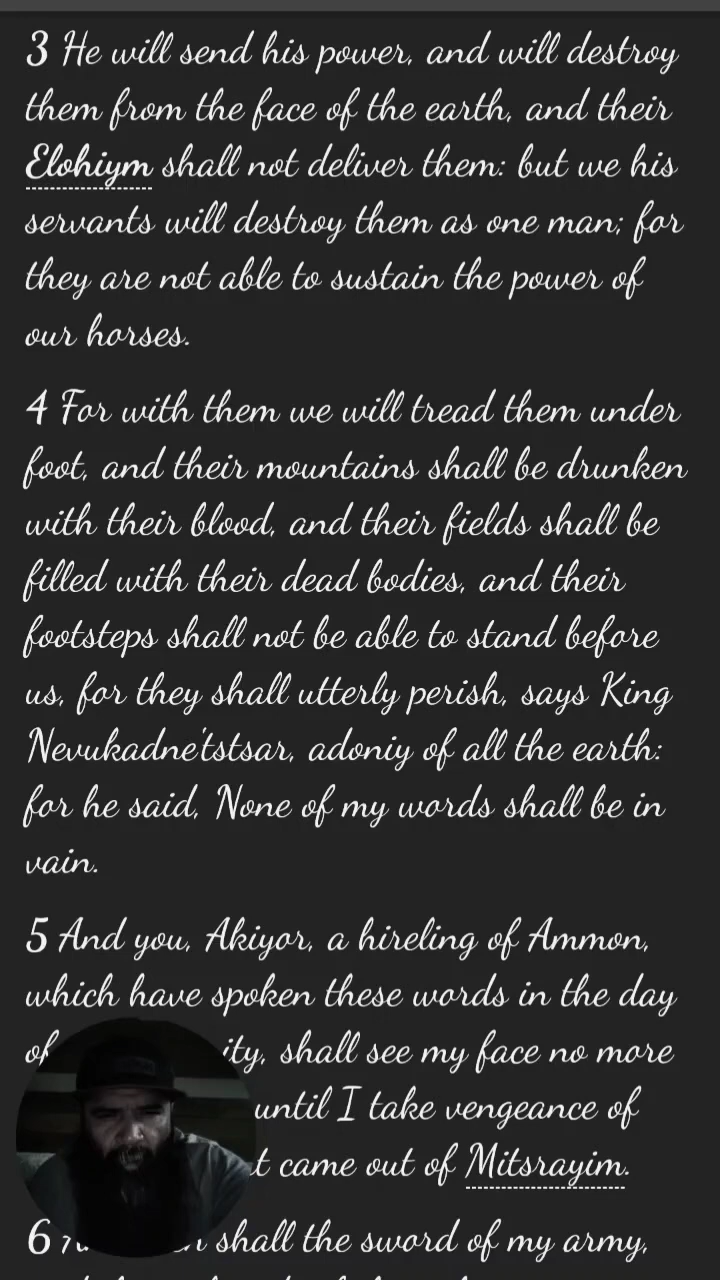 3 He will send his power, and will destroy
them from the face of the earth, and their
Elohiym shall not deliver them: but we his
servants will destroy them as one man; for
they are not able to sustain the power of
our horses.
4 For with them we will tread them under
foot, and their mountains shall be drunken
with their blood, and their fields shall be
filled with their dead bodies, and their
footsteps shall not be able to stand before
us, for they shall utterly perish, says King
Nevukadne'tstsar, adoniy of all the earth:
for he said, None of my words shall be in
vain.
5 And you, Akiyor, a hireling of Ammon,
which have spoken these words in the day
of shall see my face no more
until I take vengeance of
came out of Mitsrayim.
6 shall the sword of my army,